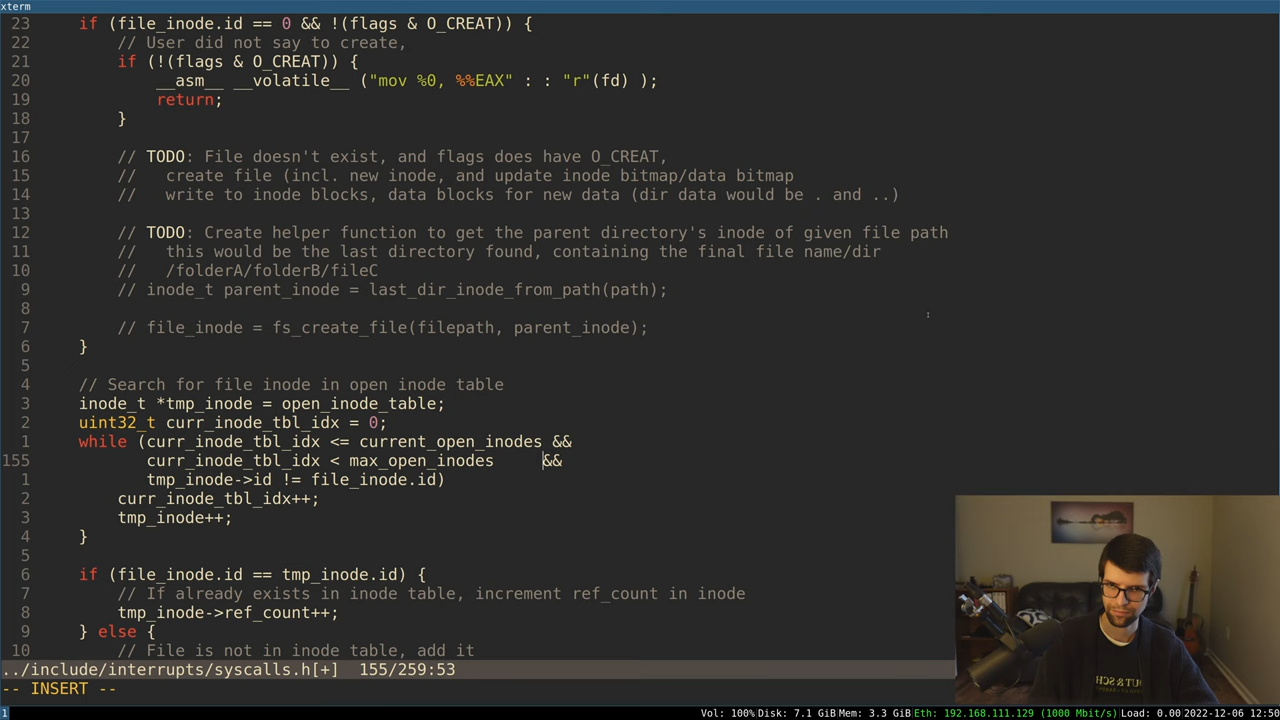 xterm
23     if (file_inode.id == 0 && !(flags & O_CREAT)) {
22         // User did not say to create,
21         if (!(flags & O_CREAT)) {
20             __asm__ __volatile__ ("mov %0, %%EAX" : : "r"(fd) );
19             return;
18         }
17
16         // TODO: File doesn't exist, and flags does have O_CREAT,
15         //   create file (incl. new inode, and update inode bitmap/data bitmap
14         //   write to inode blocks, data blocks for new data (dir data would be . and ..)
13
12         // TODO: Create helper function to get the parent directory's inode of given file path
11         //   this would be the last directory found, containing the final file name/dir
10         //   /folderA/folderB/fileC
9         // inode_t parent_inode = last_dir_inode_from_path(path);
8
7         // file_inode = fs_create_file(filepath, parent_inode);
6     }
5
4     // Search for file inode in open inode table
3     inode_t *tmp_inode = open_inode_table;
2     uint32_t curr_inode_tbl_idx = 0;
1     while (curr_inode_tbl_idx <= current_open_inodes &&
155            curr_inode_tbl_idx < max_open_inodes     &&
1            tmp_inode->id != file_inode.id)
2         curr_inode_tbl_idx++;
3         tmp_inode++;
4     }
5
6     if (file_inode.id == tmp_inode.id) {
7         // If already exists in inode table, increment ref_count in inode
8         tmp_inode->ref_count++;
9     } else {
10         // File is not in inode table, add it
../include/interrupts/syscalls.h[+]  155/259:53
-- INSERT --
1 Vol: 100% Disk: 7.1 GiB Mem: 3.3 GiB Eth: 192.168.111.129 (1000 Mbit/s) Load: 0.00 2022-12-06 12:50